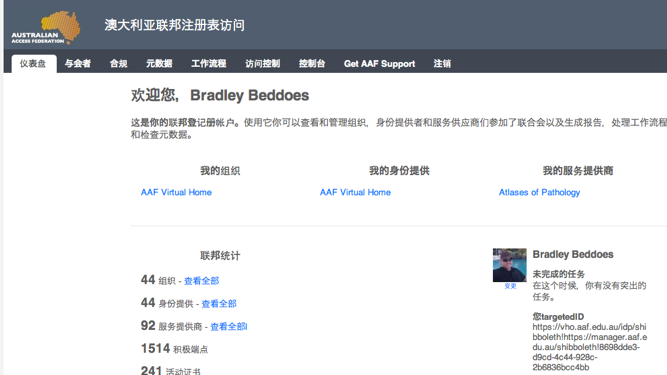 AUSTRALIAN
ACCESS FEDERATION
澳大利亚联邦注册表访问
仪表盘 与会者 合规 元数据 工作流程 访问控制 控制台 Get AAF Support 注销
欢迎您，Bradley Beddoes
这是你的联邦登记册帐户。使用它你可以查看和管理组织，身份提供者和服务供应商们参加了联合会以及生成报告，处理工作流程
和检查元数据。
我的组织 我的身份提供 我的服务提供商
AAF Virtual Home AAF Virtual Home Atlases of Pathology
联邦统计
44 组织 - 查看全部
44 身份提供 - 查看全部
92 服务提供商 - 查看全部l
1514 积极端点
241 活动证书
变更
Bradley Beddoes
未完成的任务
在这个时候，你有没有突出的
任务。
您targetedID
https://vho.aaf.edu.au/idp/shi
bboleth!https://manager.aaf.e
du.au/shibboleth!8698dde3-
d9cd-4c44-928c-
2b6836bcc4bb